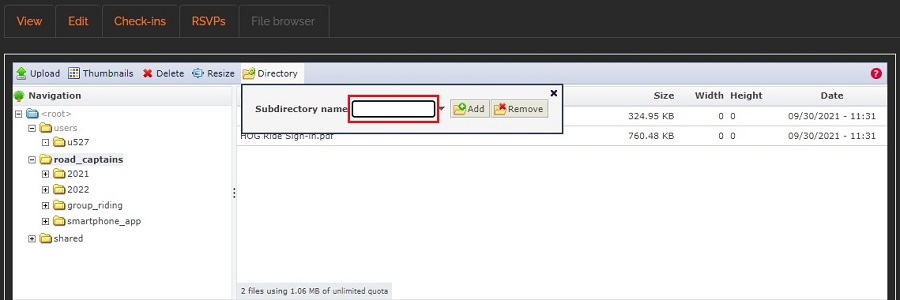 View Edit Check-ins RSVPs File browser
Upload Thumbnails Delete Resize Directory ?
Navigation
Size Width Height Date
Subdirectory name Add Remove
<root>
324.95 KB 0 0 09/30/2021 - 11:31
users
HOG Ride Sign-in.pdf 760.48 KB 0 0 09/30/2021 - 11:31
u527
road_captains
2021
2022
group_riding
smartphone_app
shared
2 files using 1.06 MB of unlimited quota